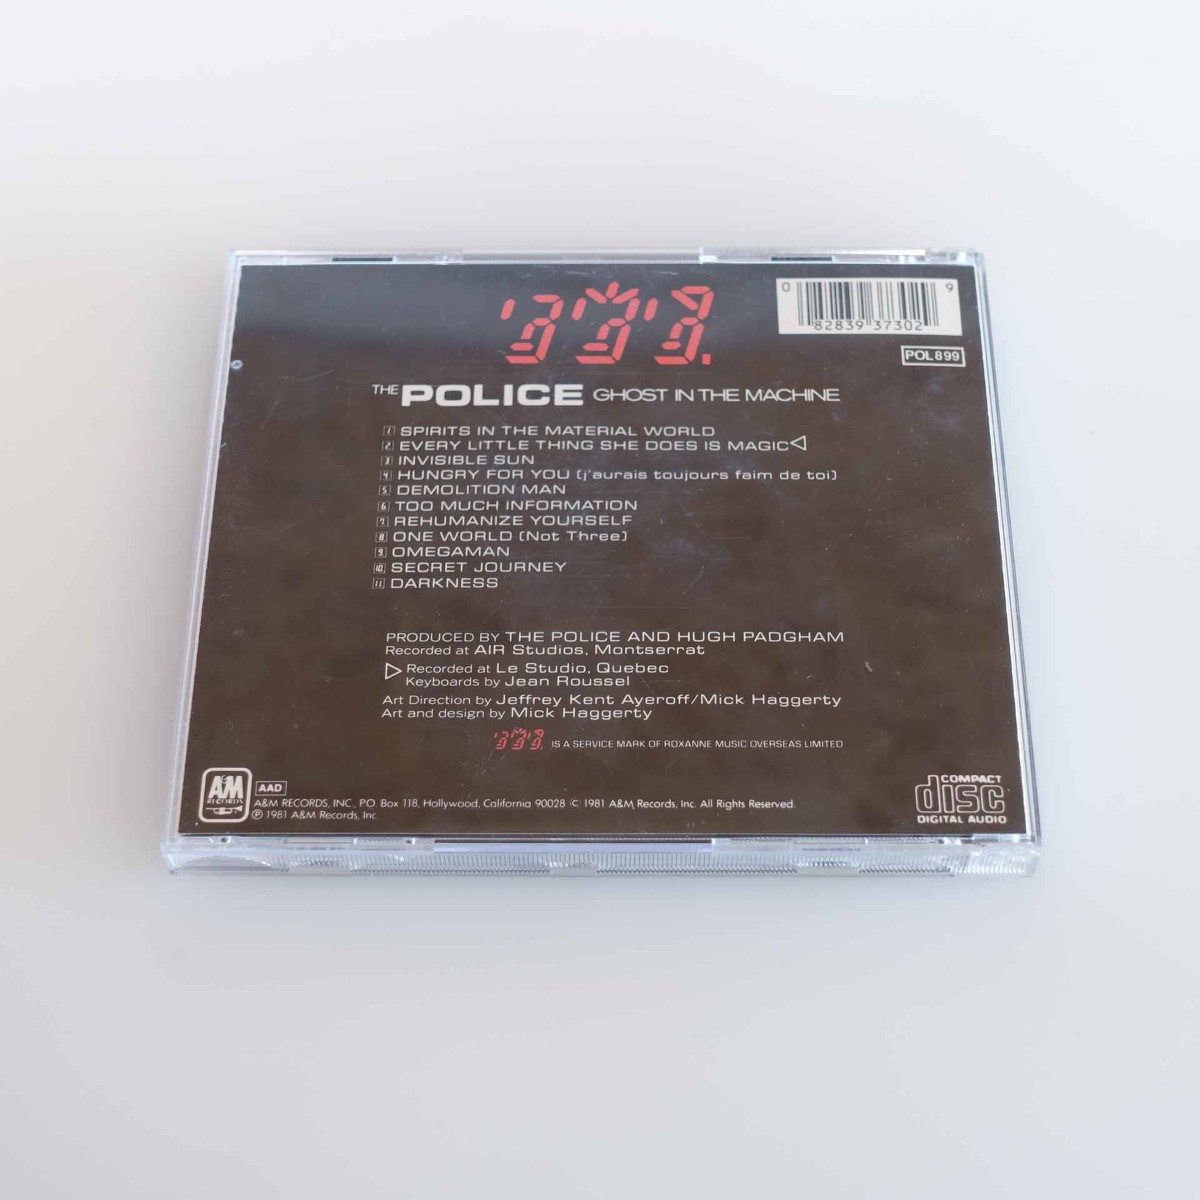 0 82839 37302 9
POL899
THE POLICE GHOST IN THE MACHINE
1 SPIRITS IN THE MATERIAL WORLD
2 EVERY LITTLE THING SHE DOES IS MAGIC
3 INVISIBLE SUN
4 HUNGRY FOR YOU (j'aurais toujours faim de toi)
5 DEMOLITION MAN
6 TOO MUCH INFORMATION
7 REHUMANIZE YOURSELF
8 ONE WORLD (Not Three)
9 OMEGAMAN
10 SECRET JOURNEY
11 DARKNESS
PRODUCED BY THE POLICE AND HUGH PADGHAM
Recorded at AIR Studios, Montserrat
Recorded at Le Studio, Quebec
Keyboards by Jean Roussel
Art Direction by Jeffrey Kent Ayeroff/Mick Haggerty
Art and design by Mick Haggerty
IS A SERVICE MARK OF ROXANNE MUSIC OVERSEAS LIMITED
A&M RECORDS
AAD
A&M RECORDS, INC., PO Box 118, Hollywood, California 90028 © 1981 A&M Records, Inc. All Rights Reserved.
℗ 1981 A&M Records, Inc.
COMPACT
disc
DIGITAL AUDIO